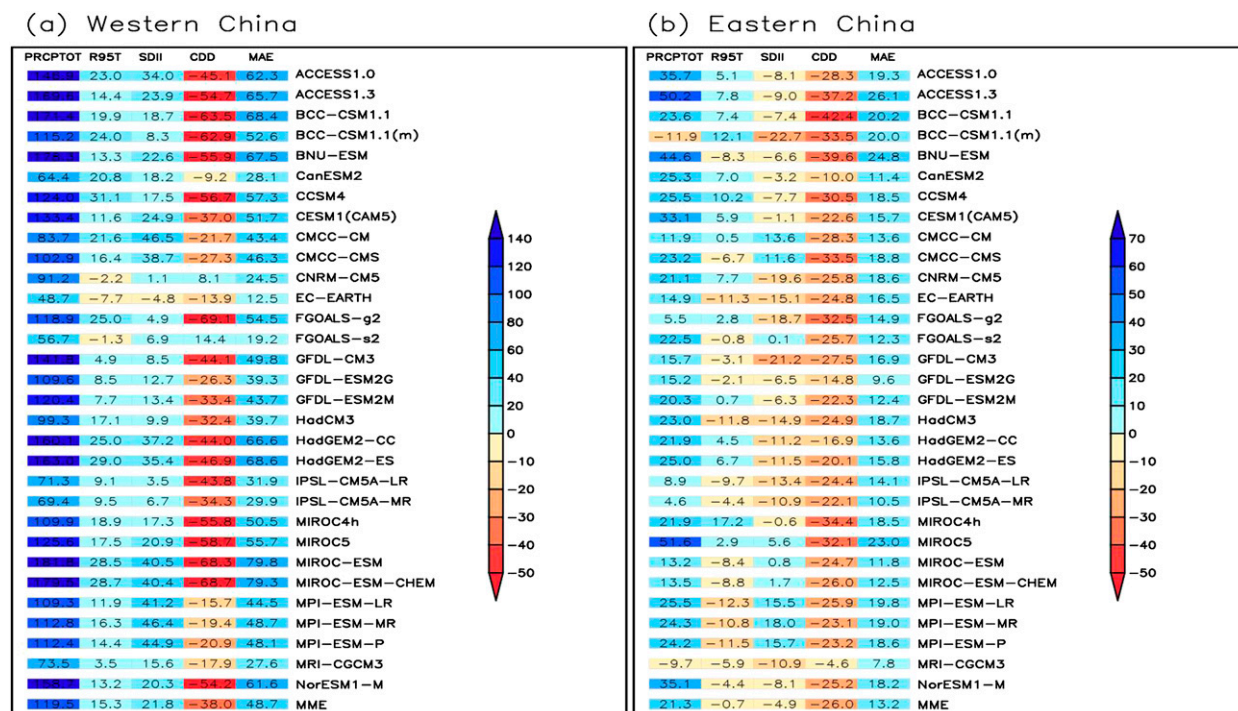 (a) Western China
PRCPTOT R95T SDII CDD MAE
146.9 23.0 34.0 −45.1 62.3 ACCESS1.0
169.8 14.4 23.9 −54.7 65.7 ACCESS1.3
171.4 19.9 18.7 −63.5 68.4 BCC−CSM1.1
115.2 24.0 8.3 −62.9 52.6 BCC−CSM1.1(m)
178.3 13.3 22.6 −55.9 67.5 BNU−ESM
64.4 20.8 18.2 −9.2 28.1 CanESM2
124.0 31.1 17.5 −56.7 57.3 CCSM4
133.4 11.6 24.9 −37.0 51.7 CESM1(CAM5)
83.7 21.6 46.5 −21.7 43.4 CMCC−CM
102.9 16.4 38.7 −27.3 46.3 CMCC−CMS
91.2 −2.2 1.1 8.1 24.5 CNRM−CM5
48.7 −7.7 −4.8 −13.9 12.5 EC−EARTH
118.9 25.0 4.9 −69.1 54.5 FGOALS−g2
56.7 −1.3 6.9 14.4 19.2 FGOALS−s2
141.8 4.9 8.5 −44.1 49.8 GFDL−CM3
109.6 8.5 12.7 −26.3 39.3 GFDL−ESM2G
120.4 7.7 13.4 −33.4 43.7 GFDL−ESM2M
99.3 17.1 9.9 −32.4 39.7 HadCM3
160.1 25.0 37.2 −44.0 66.6 HadGEM2−CC
163.0 29.0 35.4 −46.9 68.6 HadGEM2−ES
71.3 9.1 3.5 −43.8 31.9 IPSL−CM5A−LR
69.4 9.5 6.7 −34.3 29.9 IPSL−CM5A−MR
109.9 18.9 17.3 −55.8 50.5 MIROC4h
125.6 17.5 20.9 −58.7 55.7 MIROC5
181.8 28.5 40.5 −68.3 79.8 MIROC−ESM
179.5 28.7 40.4 −68.7 79.3 MIROC−ESM−CHEM
109.3 11.9 41.2 −15.7 44.5 MPI−ESM−LR
112.8 16.3 46.4 −19.4 48.7 MPI−ESM−MR
112.4 14.4 44.9 −20.9 48.1 MPI−ESM−P
73.5 3.5 15.6 −17.9 27.6 MRI−CGCM3
158.7 13.2 20.3 −54.2 61.6 NorESM1−M
119.5 15.3 21.8 −38.0 48.7 MME
140
120
100
80
60
40
20
0
−10
−20
−30
−40
−50
(b) Eastern China
PRCPTOT R95T SDII CDD MAE
35.7 5.1 −8.1 −28.3 19.3 ACCESS1.0
50.2 7.8 −9.0 −37.2 26.1 ACCESS1.3
23.6 7.4 −7.4 −42.4 20.2 BCC−CSM1.1
−11.9 12.1 −22.7 −33.5 20.0 BCC−CSM1.1(m)
44.6 −8.3 −6.6 −39.6 24.8 BNU−ESM
25.3 7.0 −3.2 −10.0 11.4 CanESM2
25.5 10.2 −7.7 −30.5 18.5 CCSM4
33.1 5.9 −1.1 −22.6 15.7 CESM1(CAM5)
11.9 0.5 13.6 −28.3 13.6 CMCC−CM
23.2 −6.7 11.6 −33.5 18.8 CMCC−CMS
21.1 7.7 −19.6 −25.8 18.6 CNRM−CM5
14.9 −11.3 −15.1 −24.8 16.5 EC−EARTH
5.5 2.8 −18.7 −32.5 14.9 FGOALS−g2
22.5 −0.8 0.1 −25.7 12.3 FGOALS−s2
15.7 −3.1 −21.2 −27.5 16.9 GFDL−CM3
15.2 −2.1 −6.5 −14.8 9.6 GFDL−ESM2G
20.3 0.7 −6.3 −22.3 12.4 GFDL−ESM2M
23.0 −11.8 −14.9 −24.9 18.7 HadCM3
21.9 4.5 −11.2 −16.9 13.6 HadGEM2−CC
25.0 6.7 −11.5 −20.1 15.8 HadGEM2−ES
8.9 −9.7 −13.4 −24.4 14.1 IPSL−CM5A−LR
4.6 −4.4 −10.9 −22.1 10.5 IPSL−CM5A−MR
21.9 17.2 −0.6 −34.4 18.5 MIROC4h
51.6 2.9 5.6 −32.1 23.0 MIROC5
13.2 −8.4 0.8 −24.7 11.8 MIROC−ESM
13.5 −8.8 1.7 −26.0 12.5 MIROC−ESM−CHEM
25.5 −12.3 15.5 −25.9 19.8 MPI−ESM−LR
24.3 −10.8 18.0 −23.1 19.0 MPI−ESM−MR
24.2 −11.5 15.7 −23.2 18.6 MPI−ESM−P
−9.7 −5.9 −10.9 −4.6 7.8 MRI−CGCM3
35.1 −4.4 −8.1 −25.2 18.2 NorESM1−M
21.3 −0.7 −4.9 −26.0 13.2 MME
70
60
50
40
30
20
10
0
−10
−20
−30
−40
−50